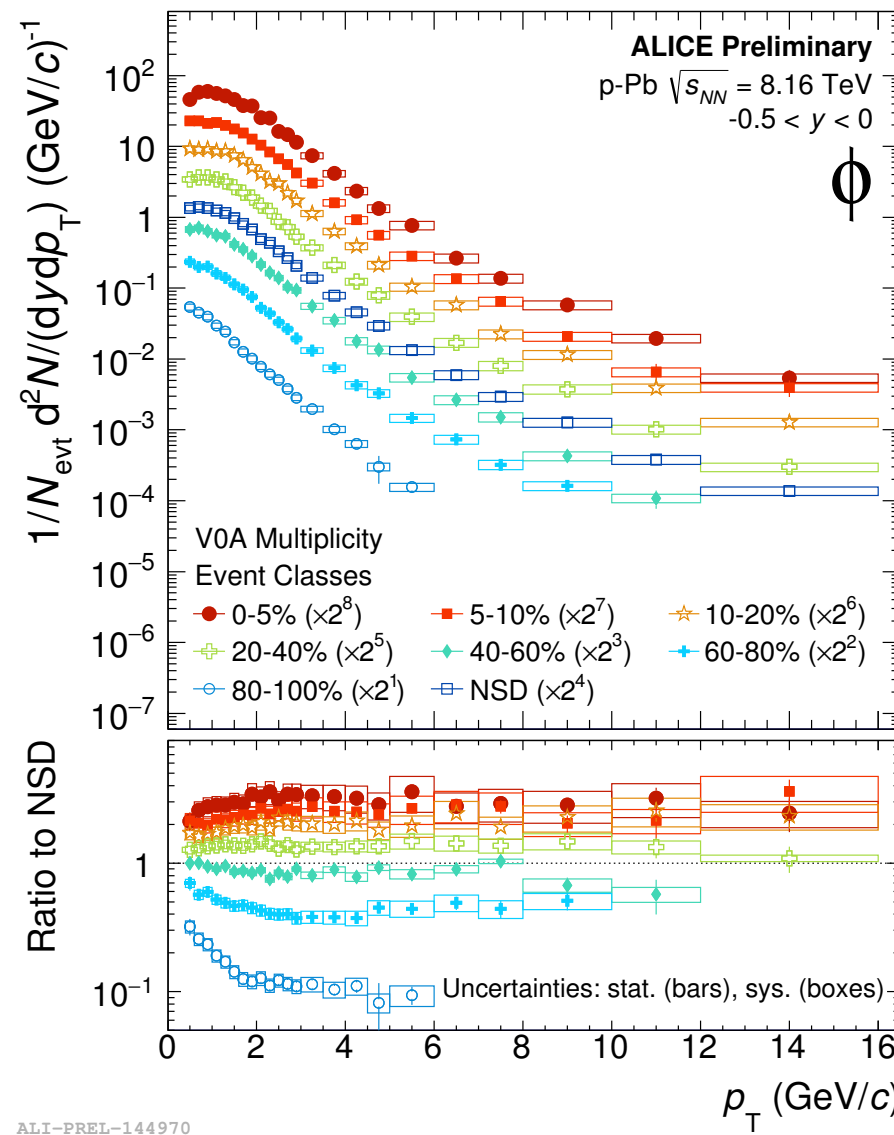 ALICE Preliminary
p-Pb √sNN = 8.16 TeV
-0.5 < y < 0
ϕ
1/Nevt d²N/(dydpT) (GeV/c)⁻¹
10²
10
1
10⁻¹
10⁻²
10⁻³
10⁻⁴
10⁻⁵
10⁻⁶
10⁻⁷
V0A Multiplicity
Event Classes
0-5% (×2⁸)
5-10% (×2⁷)
10-20% (×2⁶)
20-40% (×2⁵)
40-60% (×2³)
60-80% (×2²)
80-100% (×2¹)
NSD (×2⁴)
Ratio to NSD
1
10⁻¹
Uncertainties: stat. (bars), sys. (boxes)
0 2 4 6 8 10 12 14 16
pT (GeV/c)
ALI-PREL-144970